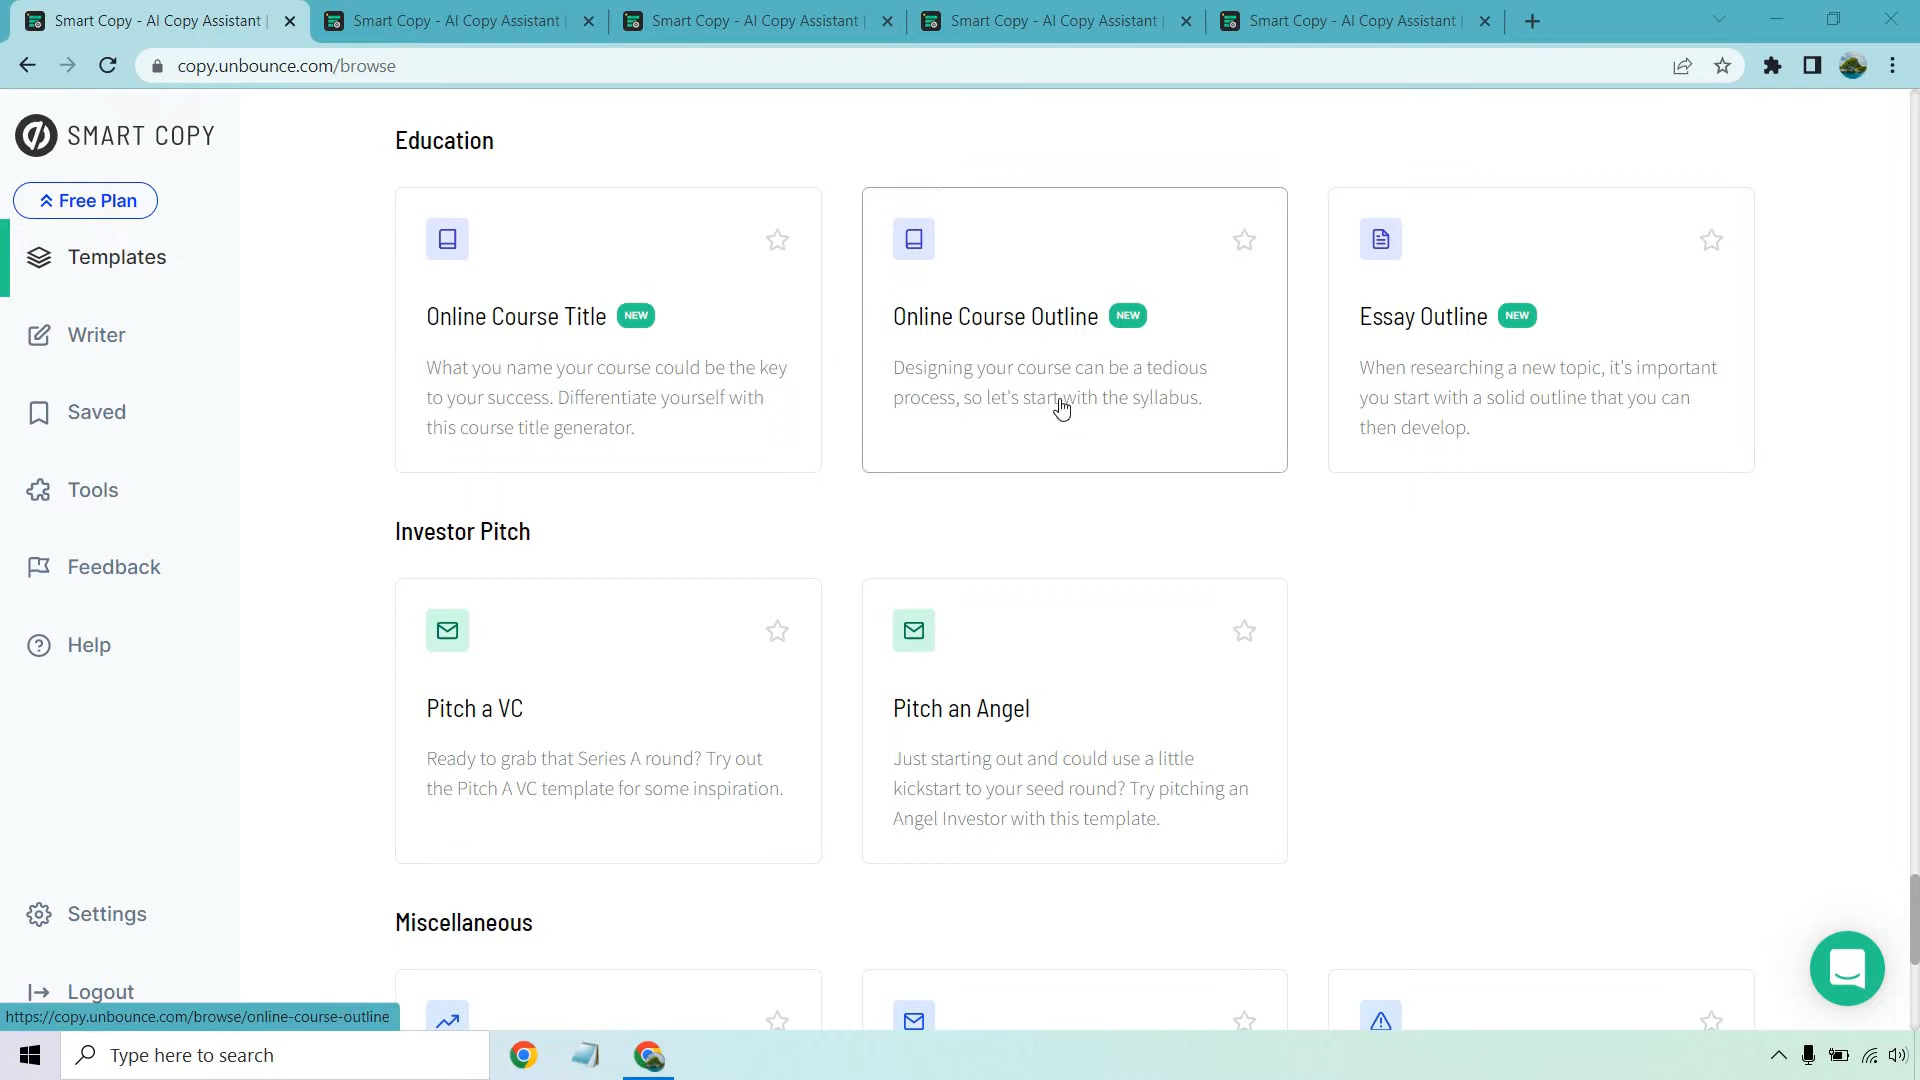 Smart Copy - AI Copy Assistant |
Smart Copy - AI Copy Assistant |
Smart Copy - AI Copy Assistant |
Smart Copy - AI Copy Assistant |
Smart Copy - AI Copy Assistant |
copy.unbounce.com/browse
SMART COPY
Free Plan
Templates
Writer
Saved
Tools
Feedback
Help
Settings
Logout
Education
Online Course Title NEW
What you name your course could be the key
to your success. Differentiate yourself with
this course title generator.
Online Course Outline NEW
Designing your course can be a tedious
process, so let's start with the syllabus.
Essay Outline NEW
When researching a new topic, it's important
you start with a solid outline that you can
then develop.
Investor Pitch
Pitch a VC
Ready to grab that Series A round? Try out
the Pitch A VC template for some inspiration.
Pitch an Angel
Just starting out and could use a little
kickstart to your seed round? Try pitching an
Angel Investor with this template.
Miscellaneous
https://copy.unbounce.com/browse/online-course-outline
Type here to search